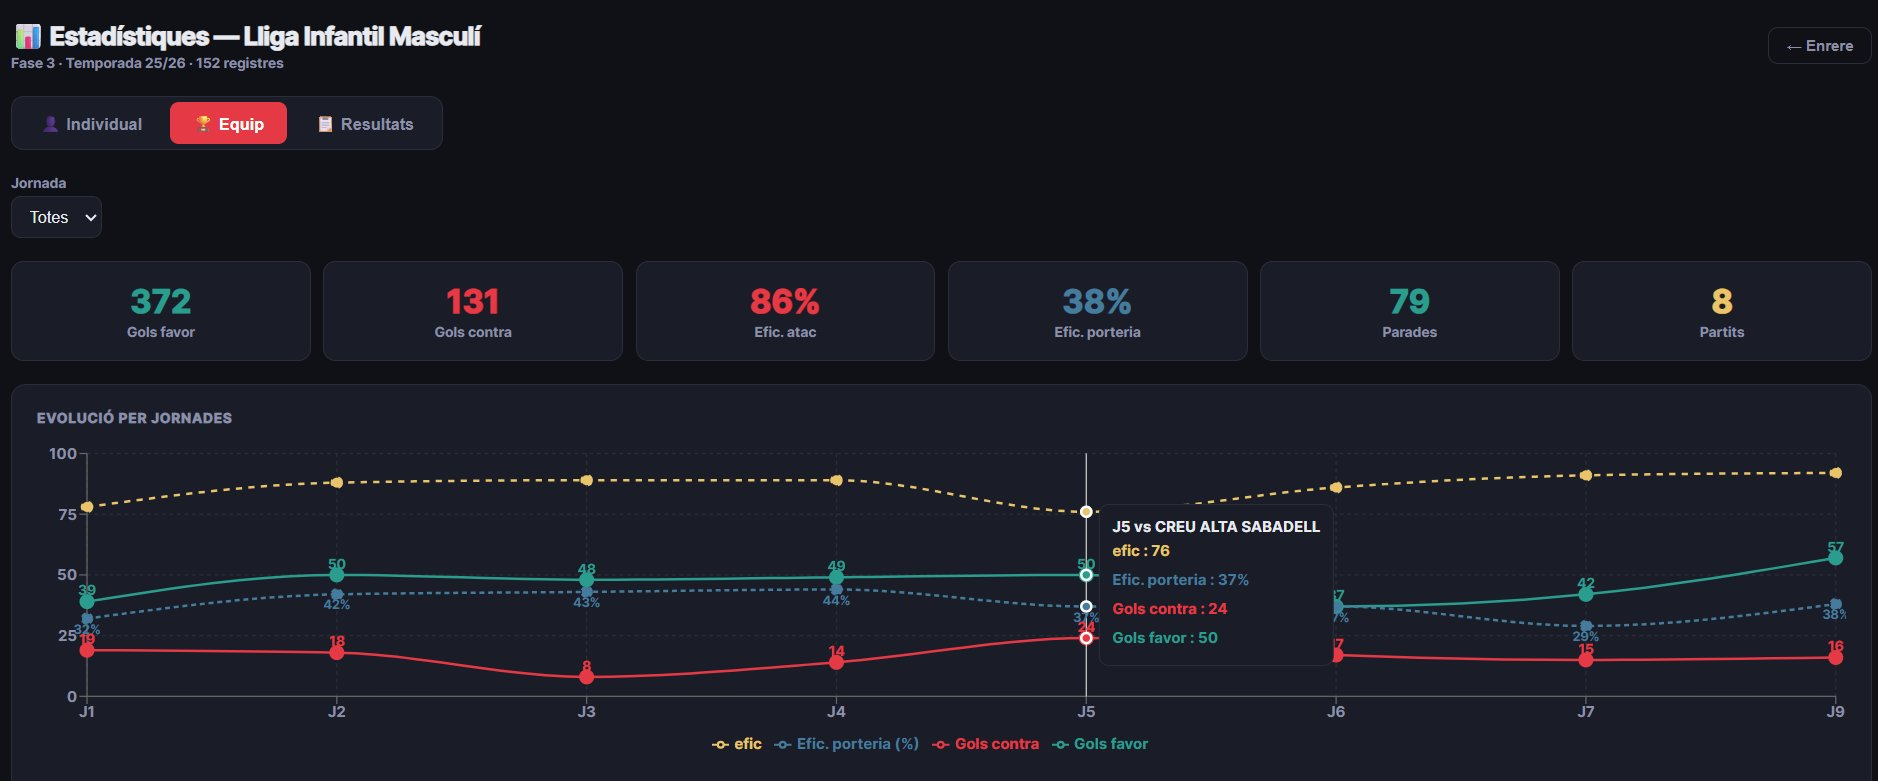 Estadístiques — Lliga Infantil Masculí
Fase 3 · Temporada 25/26 · 152 registres
← Enrere
Individual
Equip
Resultats
Jornada
Totes
372
Gols favor
131
Gols contra
86%
Efic. atac
38%
Efic. porteria
79
Parades
8
Partits
EVOLUCIÓ PER JORNADES
100
75
50
25
0
39
50
48
49
50
42
57
32%
42%
43%
44%
37%
7%
29%
38%
19
18
8
14
24
7
15
16
J5 vs CREU ALTA SABADELL
efic : 76
Efic. porteria : 37%
Gols contra : 24
Gols favor : 50
J1
J2
J3
J4
J5
J6
J7
J9
efic
Efic. porteria (%)
Gols contra
Gols favor